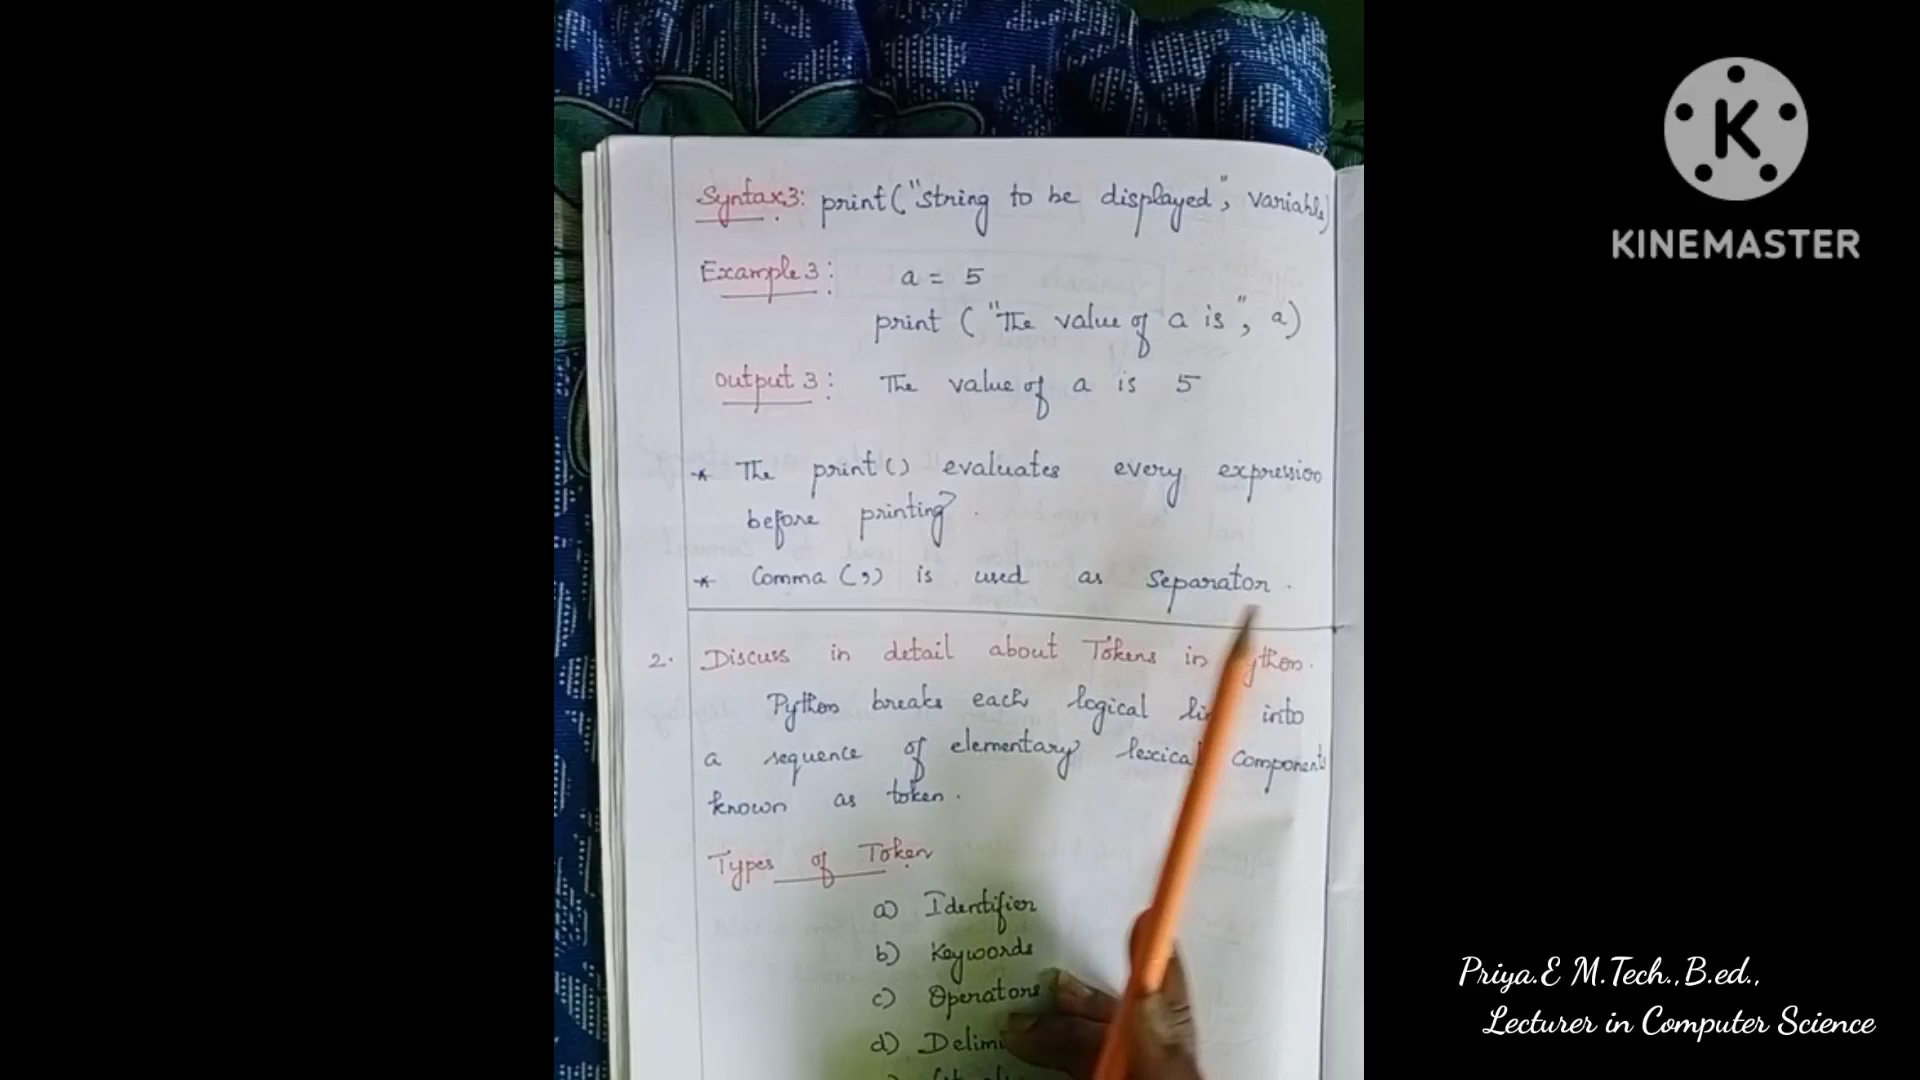 Syntax3: print("String to be displayed", variable)
Example 3: a = 5
print ("The value of a is", a)
Output 3: The value of a is 5
* The print() evaluates every expression
before printing.
* Comma (,) is used as Separator.
2. Discuss in detail about Tokens in
Python breaks each logical into
a sequence of elementary lexical Components
known as token.
Types of Token
a) Identifier
b) Keywords
c) Operators
d)
K
KINEMASTER
Priya.E M.Tech.,B.ed.,
Lecturer in Computer Science